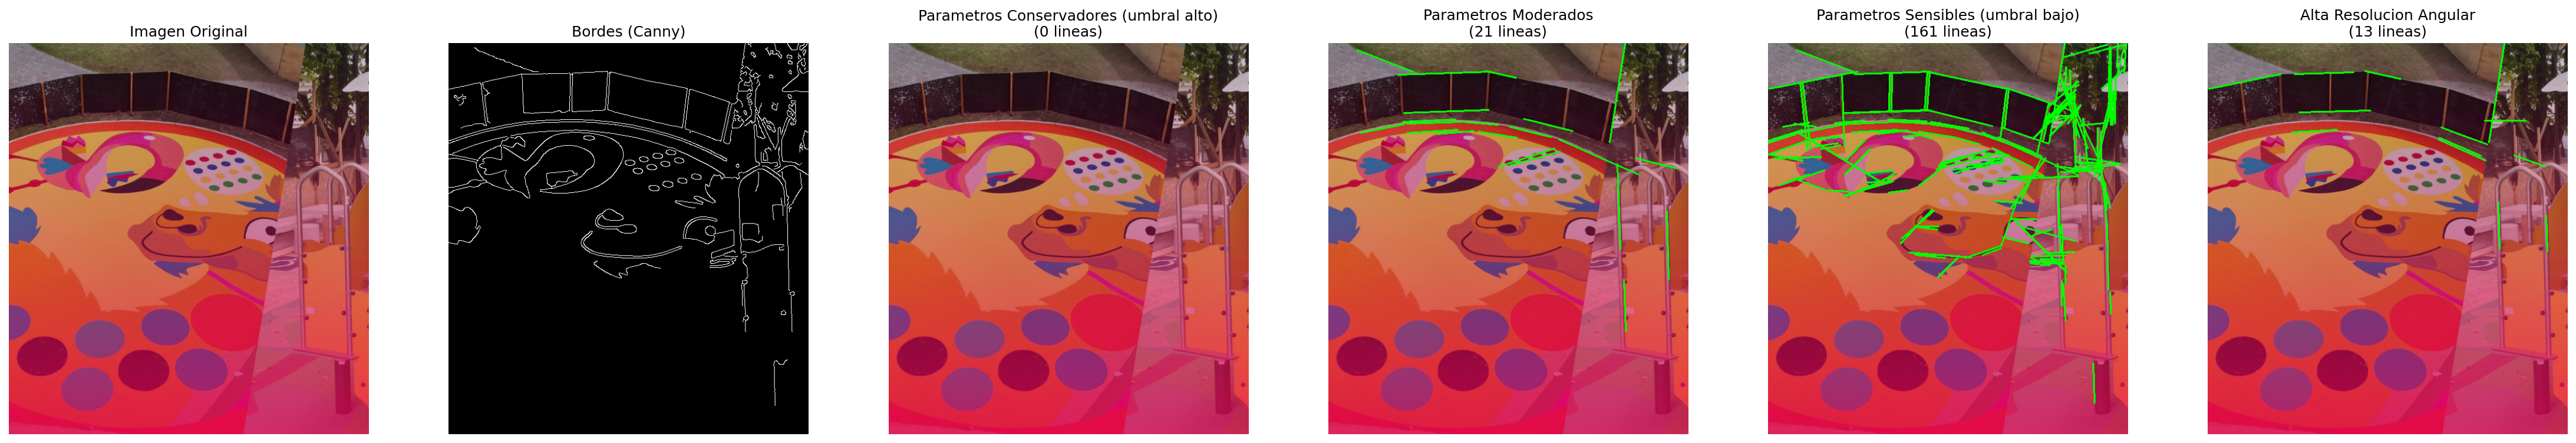 Imagen Original
Bordes (Canny)
Parametros Conservadores (umbral alto)
(0 lineas)
Parametros Moderados
(21 lineas)
Parametros Sensibles (umbral bajo)
(161 lineas)
Alta Resolucion Angular
(13 lineas)